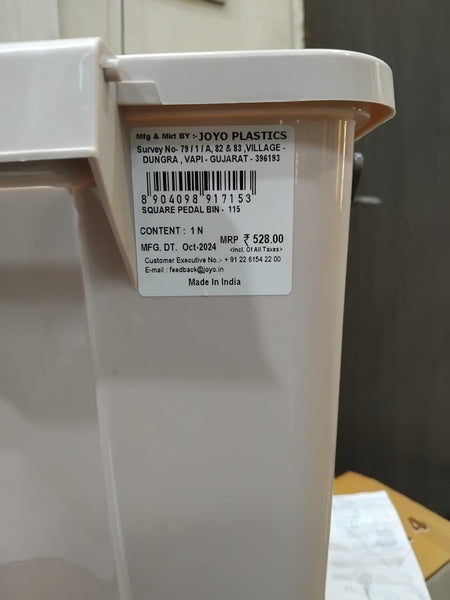 Mfg & Mkt BY :- JOYO PLASTICS
Survey No- 79 / 1 / A, 82 & 83 ,VILLAGE -
DUNGRA , VAPI - GUJARAT - 396193
8 904098 917153
SQUARE PEDAL BIN - 115
CONTENT : 1 N
MFG. DT. Oct-2024 MRP ₹ 528.00
<Incl. Of All Taxes>
Customer Executive No.:- + 91 22 6154 22 00
E-mail : feedback@joyo.in
Made In India
4